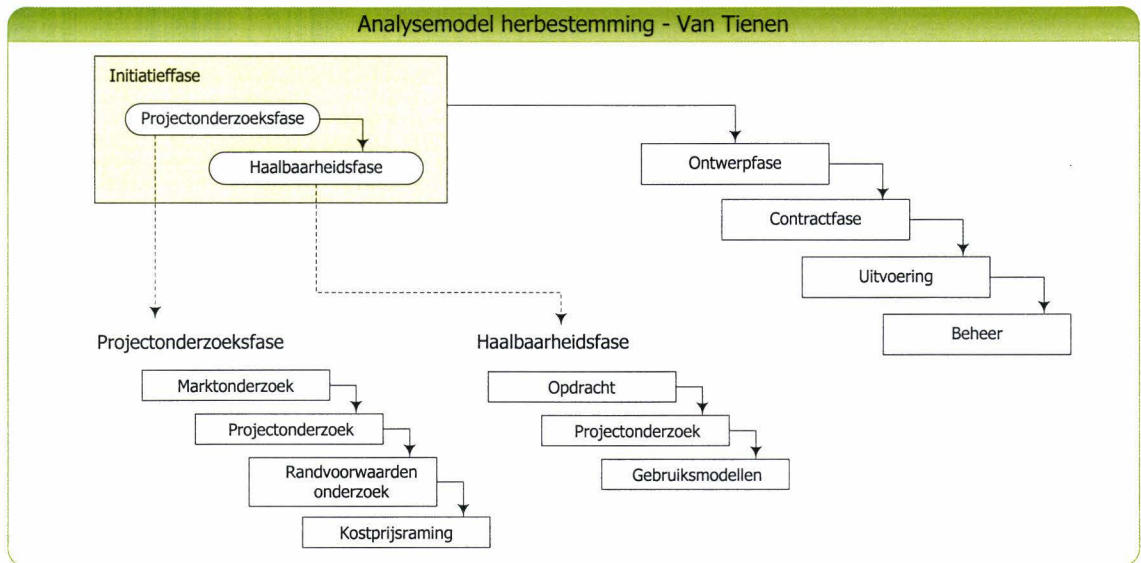 Analysemodel herbestemming - Van Tienen
Initiatieffase
Projectonderzoeksfase
Haalbaarheidsfase
Ontwerpfase
Contractfase
Uitvoering
Beheer
Projectonderzoeksfase
Marktonderzoek
Projectonderzoek
Randvoorwaarden
onderzoek
Kostprijsraming
Haalbaarheidsfase
Opdracht
Projectonderzoek
Gebruiksmodellen